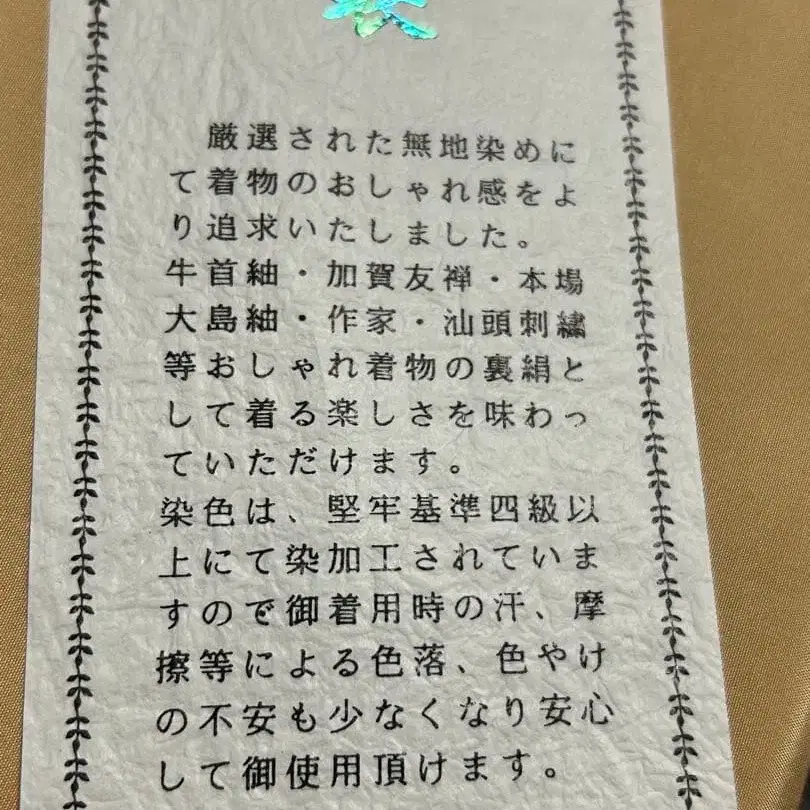 厳選された無地染めに
て着物のおしゃれ感をよ
り追求いたしました。
牛首紬・加賀友禅・本場
大島紬・作家・汕頭刺繡
等おしゃれ着物の裏絹と
して着る楽しさを味わっ
ていただけます。
染色は、堅牢基準四級以
上にて染加工されていま
すので御着用時の汗、摩
擦等による色落、色やけ
の不安も少なくなり安心
して御使用頂けます。